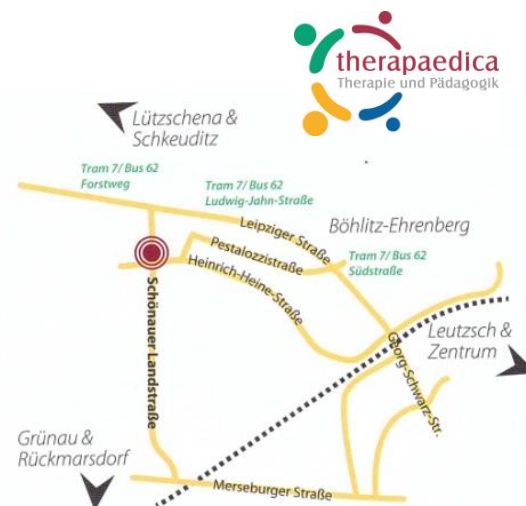 therapaedica
Therapie und Pädagogik
Lützschena &
Schkeuditz
Tram 7/ Bus 62
Forstweg
Tram 7/ Bus 62
Ludwig-Jahn-Straße
Leipziger Straße
Böhlitz-Ehrenberg
Pestalozzistraße
Tram 7/ Bus 62
Südstraße
Heinrich-Heine-Straße
Schönauer Landstraße
Leutzsch &
Zentrum
Georg-Schwarz-Str.
Grünau &
Rückmarsdorf
Merseburger Straße